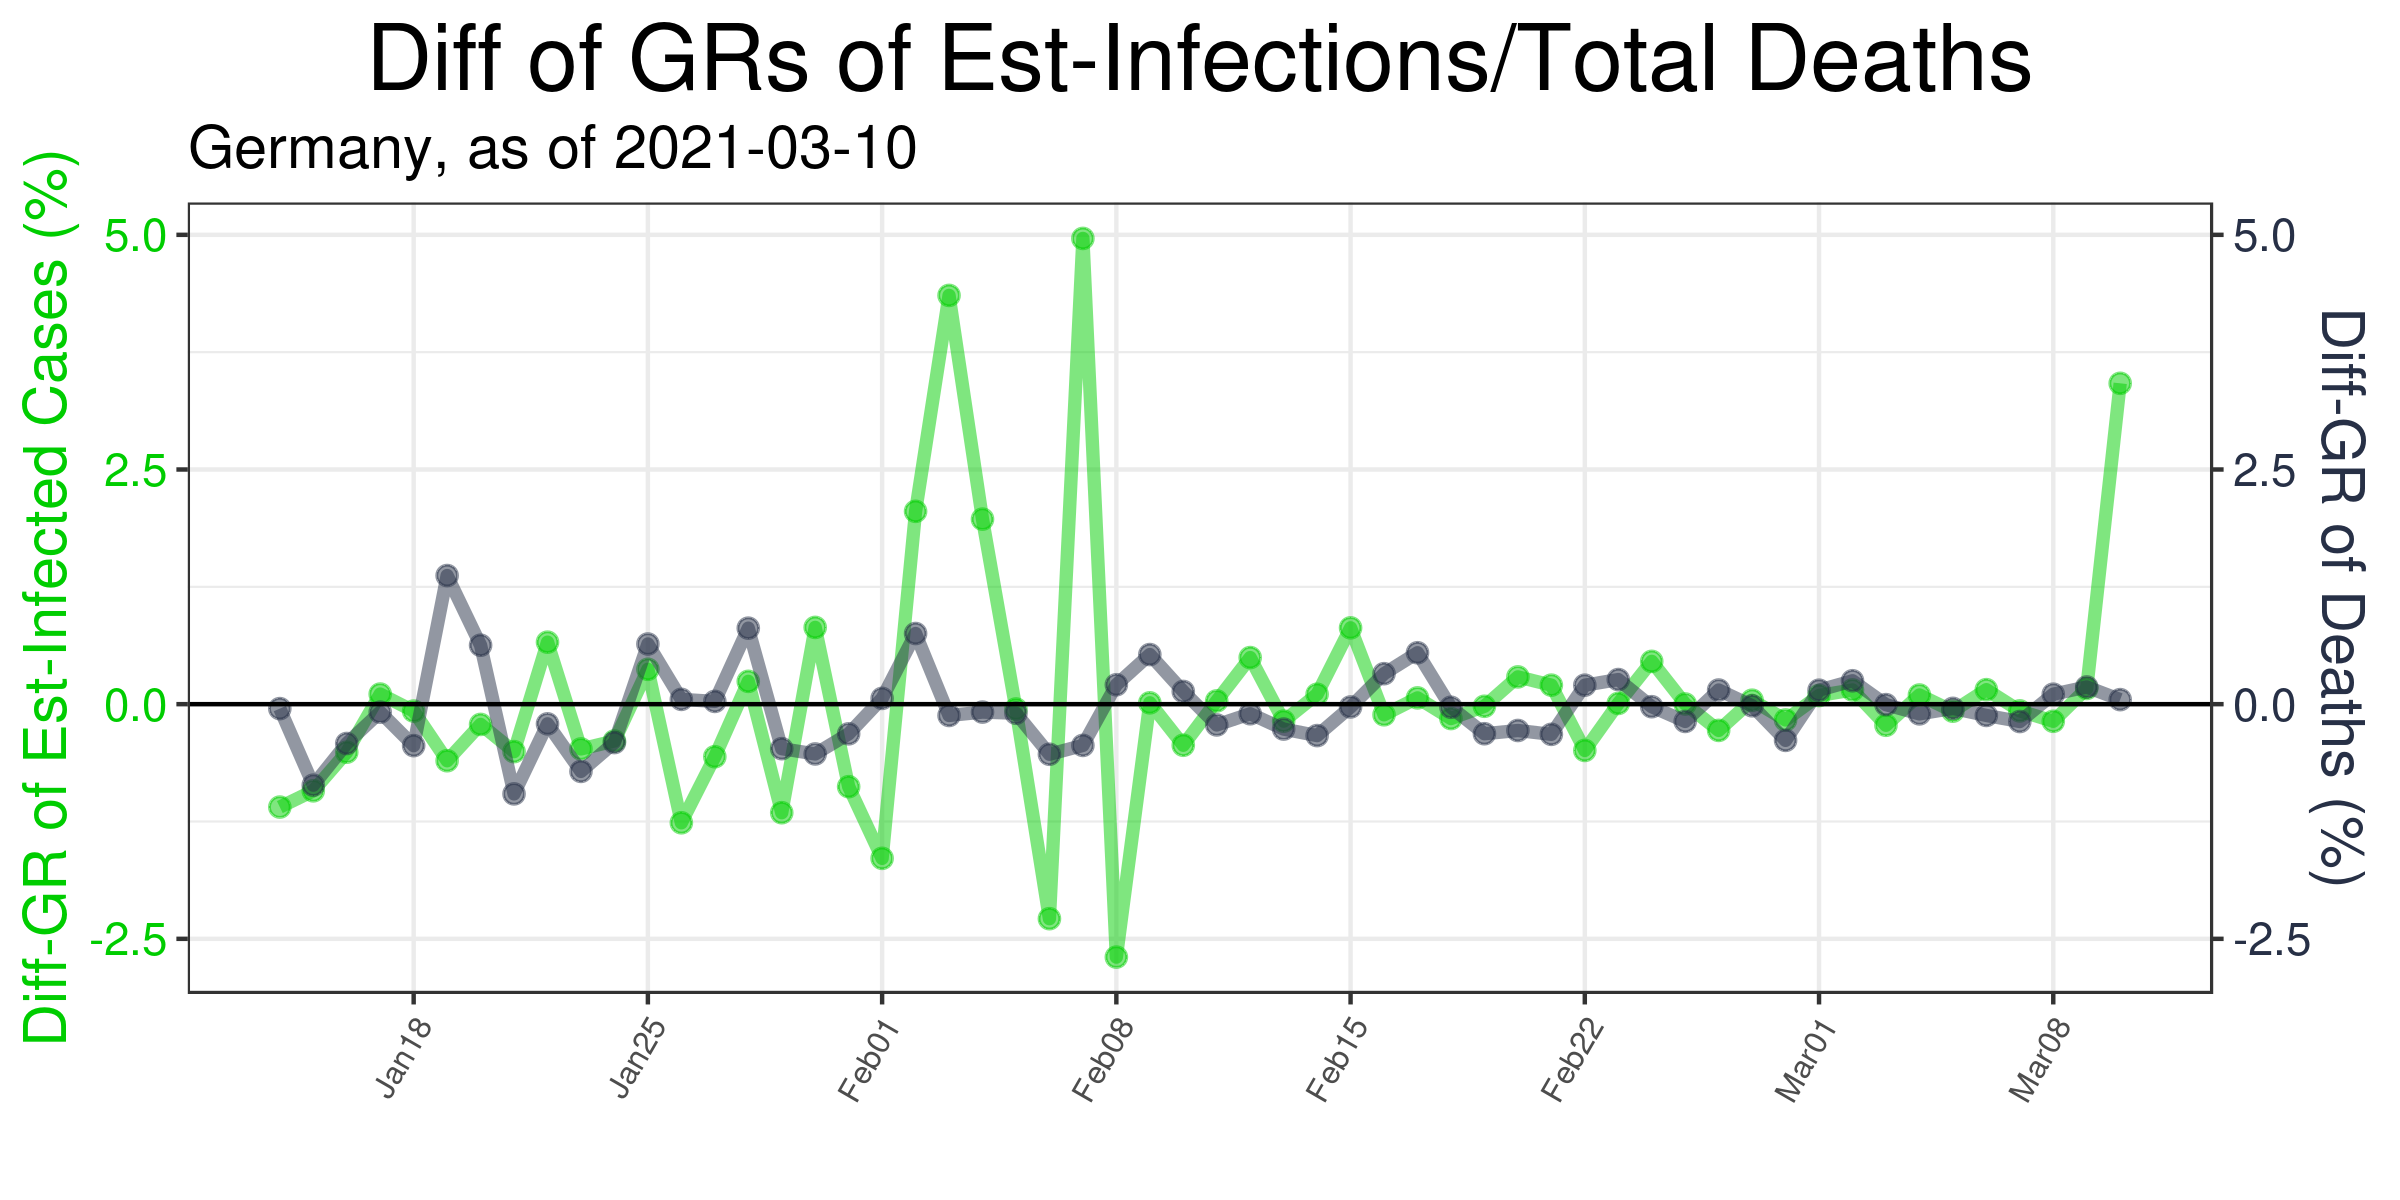 Diff of GRs of Est-Infections/Total Deaths
Germany, as of 2021-03-10
Diff-GR of Est-Infected Cases (%)
5.0
2.5
0.0
-2.5
5.0
2.5
0.0
-2.5
Diff-GR of Deaths (%)
Jan18
Jan25
Feb01
Feb08
Feb15
Feb22
Mar01
Mar08